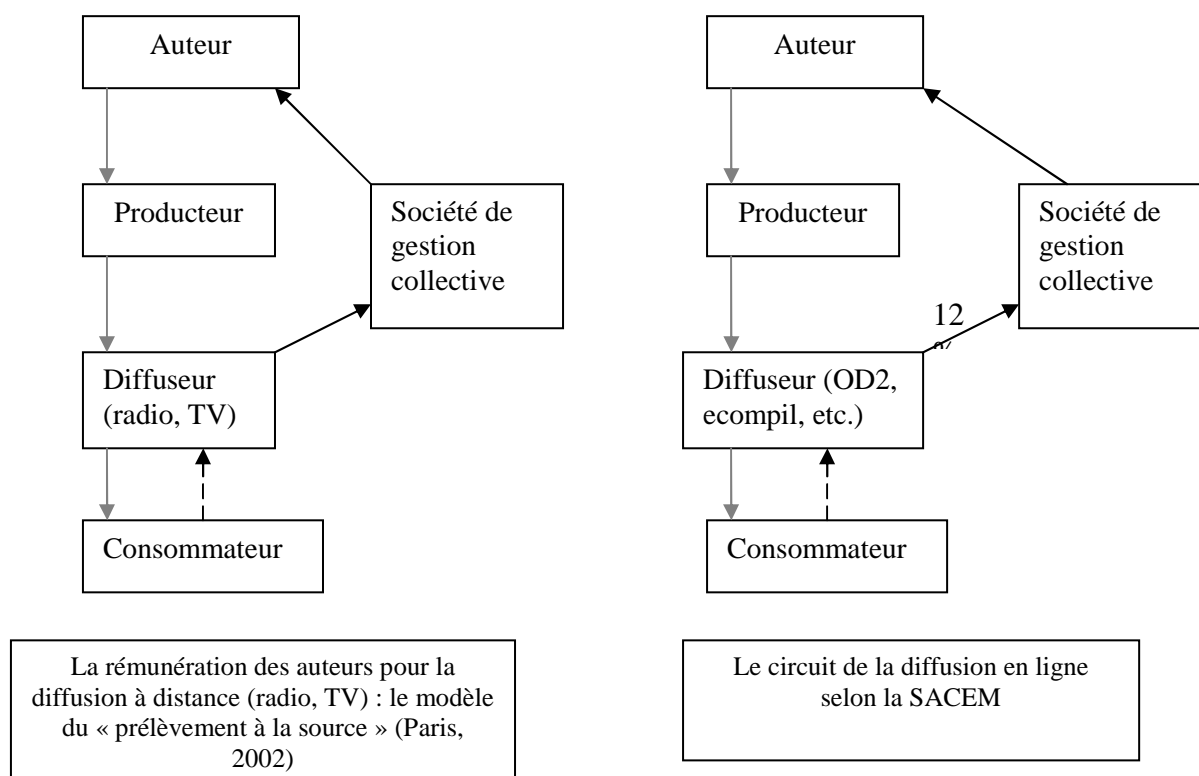 Auteur
Producteur
Société de
gestion
collective
Diffuseur
(radio, TV)
Consommateur
La rémunération des auteurs pour la
diffusion à distance (radio, TV) : le modèle
du « prélèvement à la source » (Paris,
2002)
Auteur
Producteur
Société de
gestion
collective
12
Diffuseur (OD2,
ecompil, etc.)
Consommateur
Le circuit de la diffusion en ligne
selon la SACEM